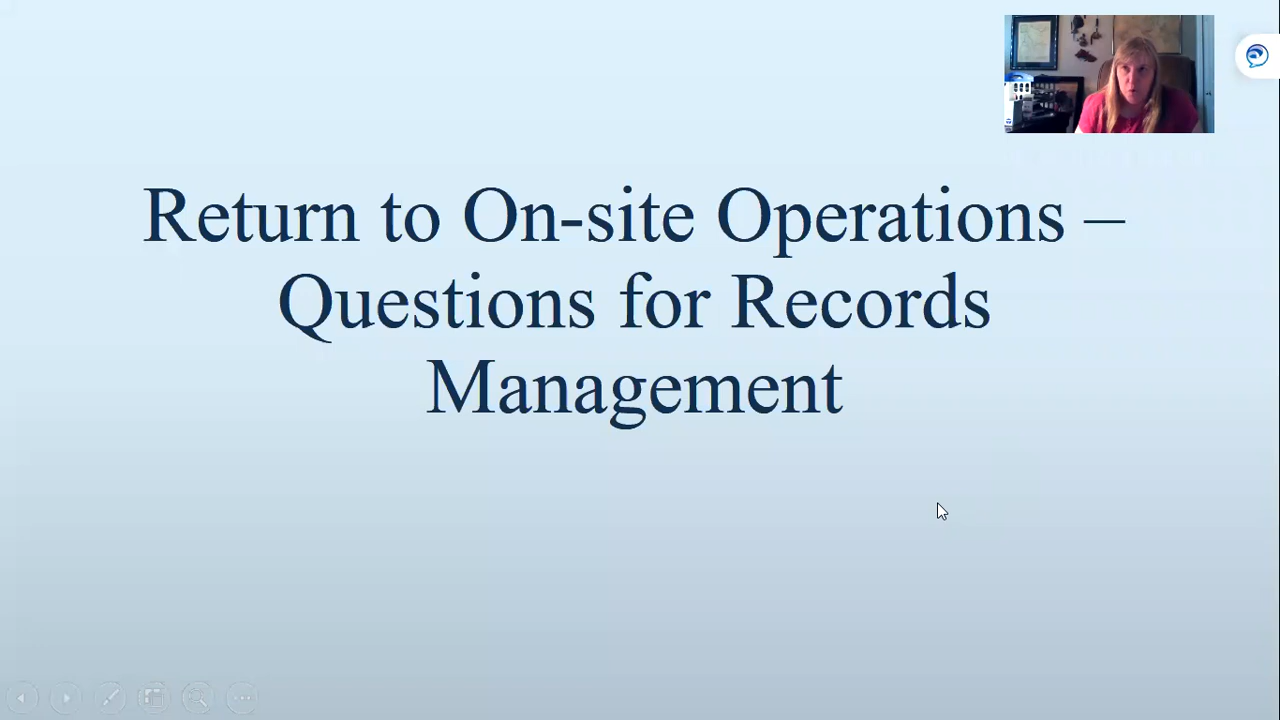 Return to On-site Operations –
Questions for Records
Management